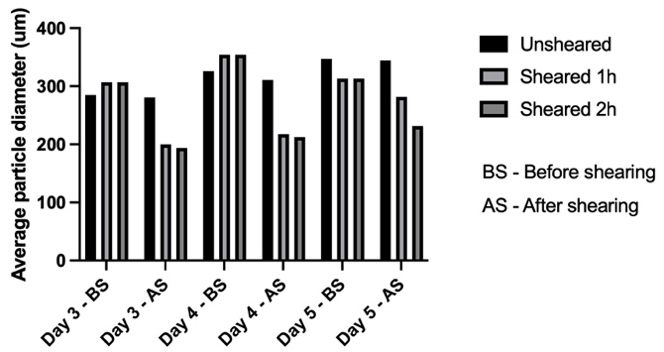 Average particle diameter (um)
400
300
200
100
0
Day 3 - BS
Day 3 - AS
Day 4 - BS
Day 4 - AS
Day 5 - BS
Day 5 - AS
Unsheared
Sheared 1h
Sheared 2h
BS - Before shearing
AS - After shearing